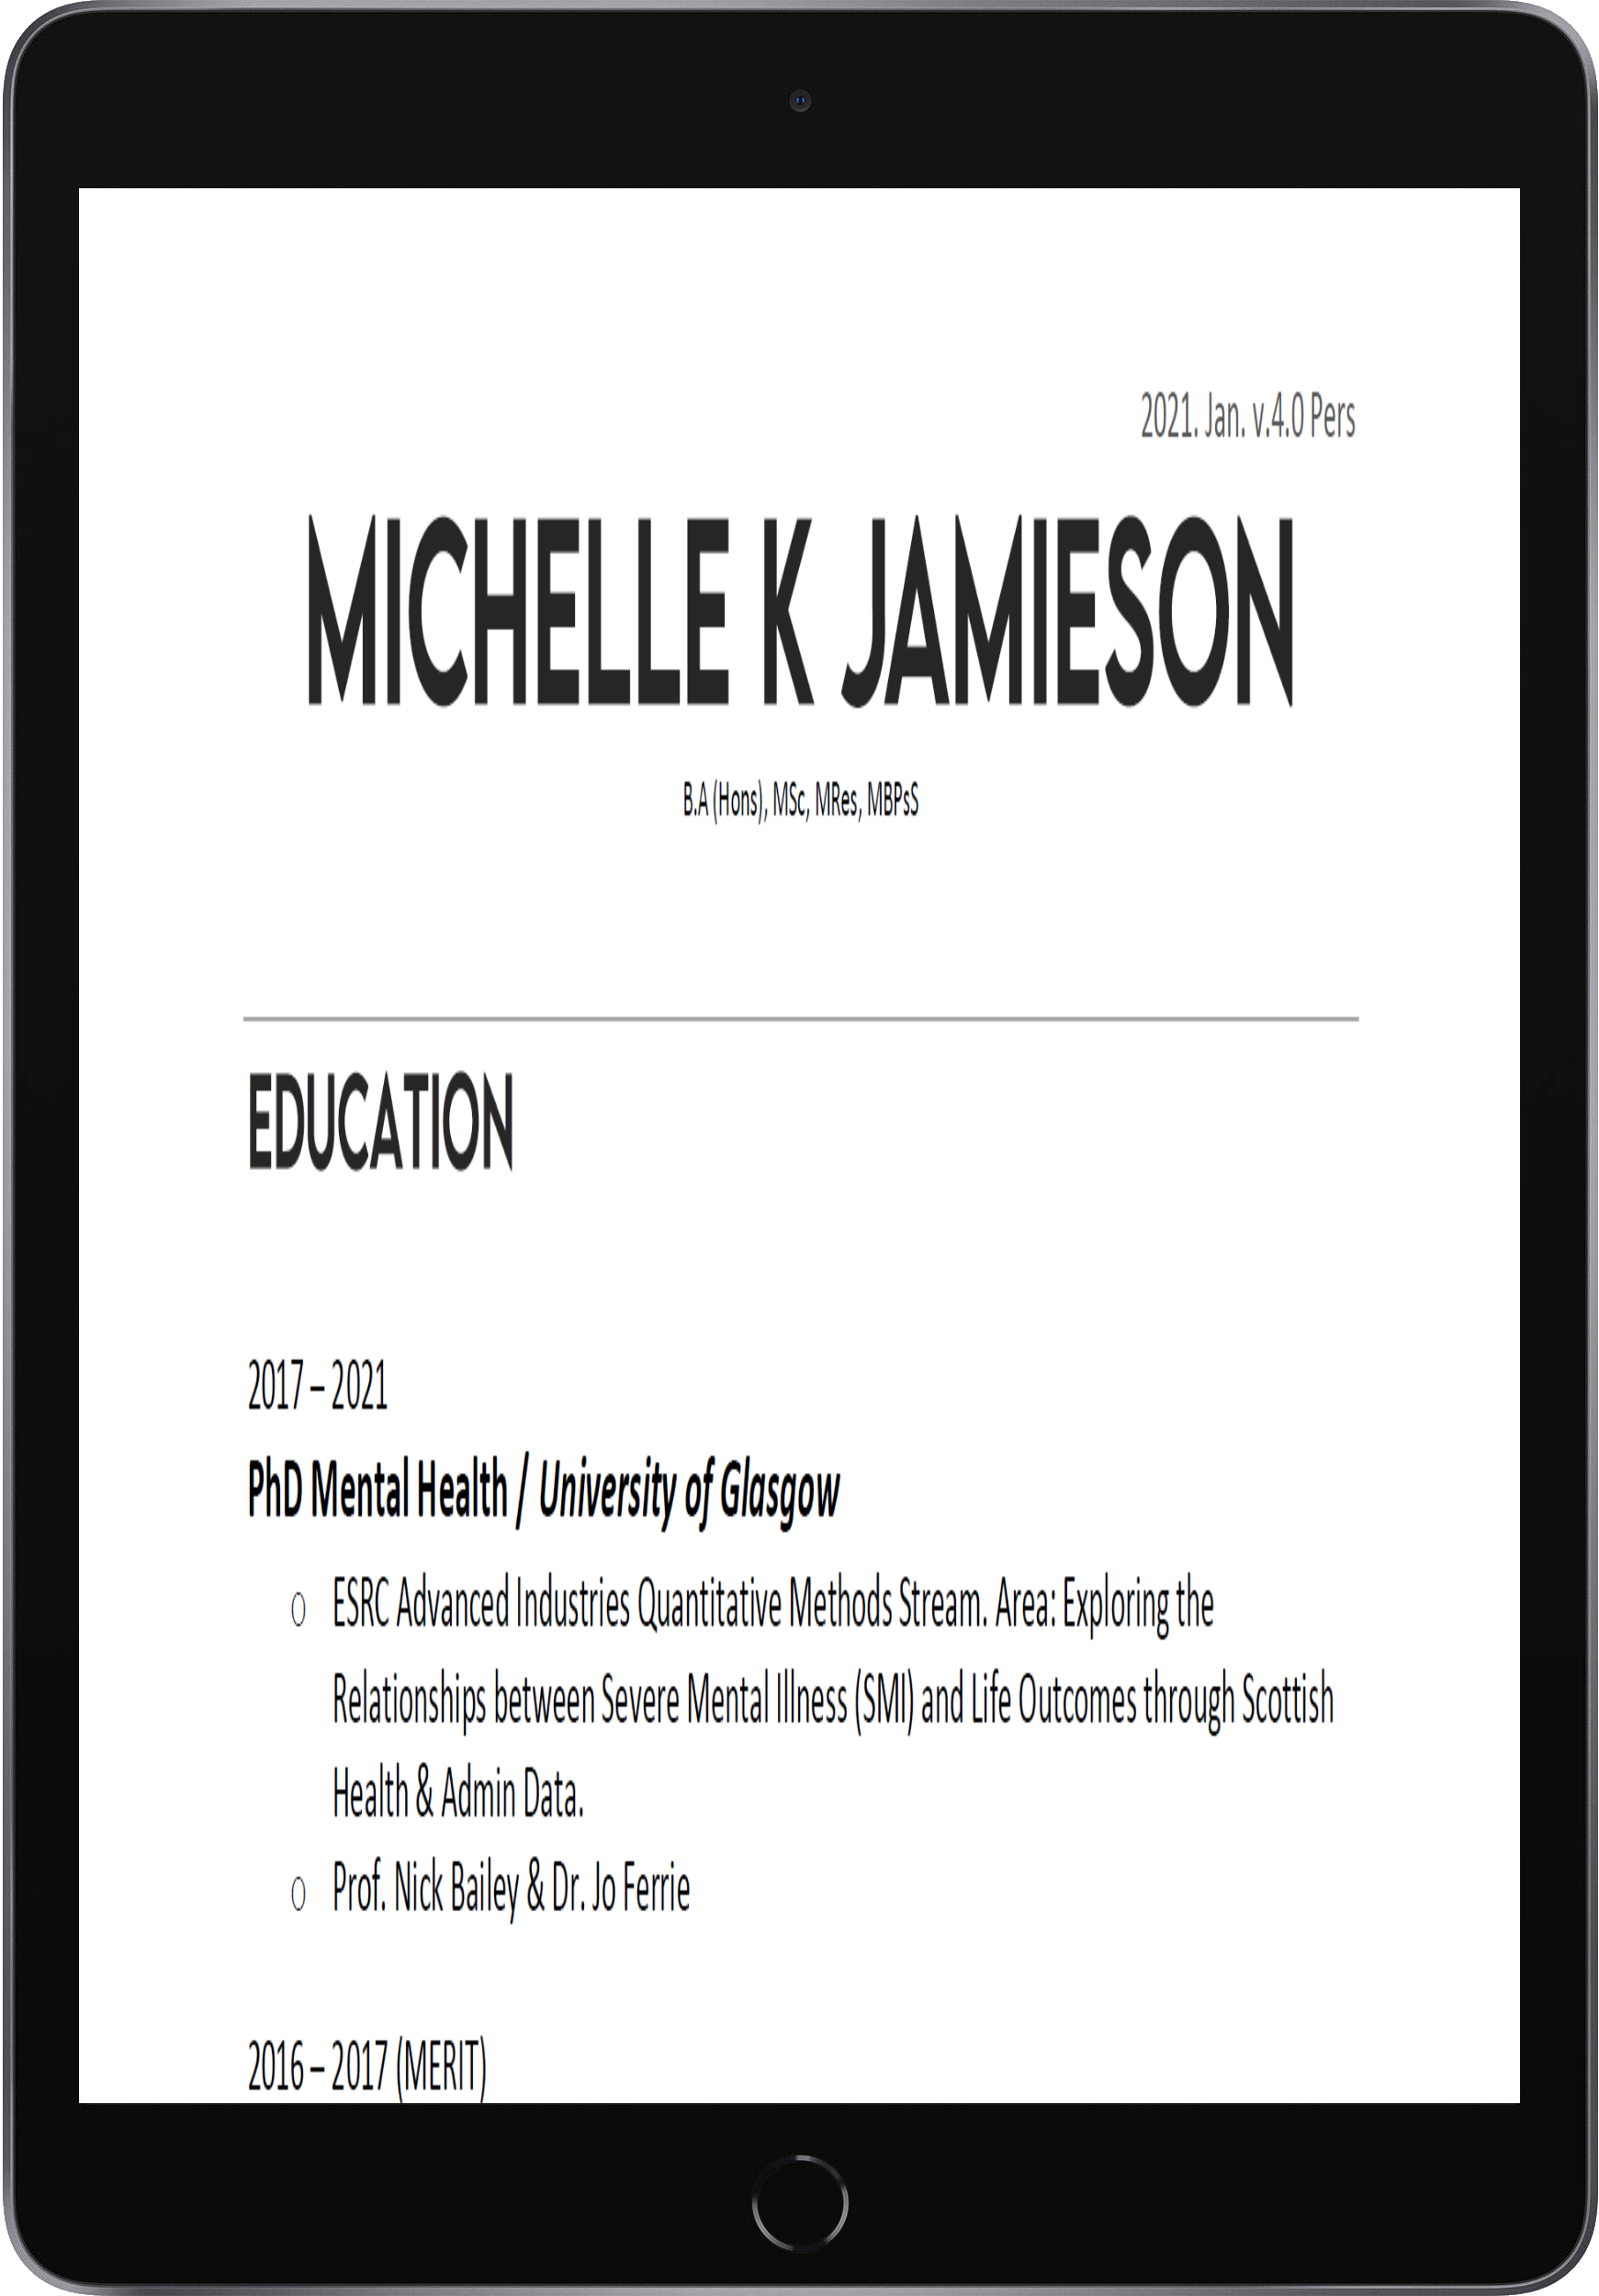 2021. Jan. v.4.0 Pers
MICHELLE K JAMIESON
B.A (Hons), MSc, MRes, MBPsS
EDUCATION
2017 – 2021
PhD Mental Health / University of Glasgow
o ESRC Advanced Industries Quantitative Methods Stream. Area: Exploring the
Relationships between Severe Mental Illness (SMI) and Life Outcomes through Scottish
Health & Admin Data.
o Prof. Nick Bailey & Dr. Jo Ferrie
2016 – 2017 (MERIT)